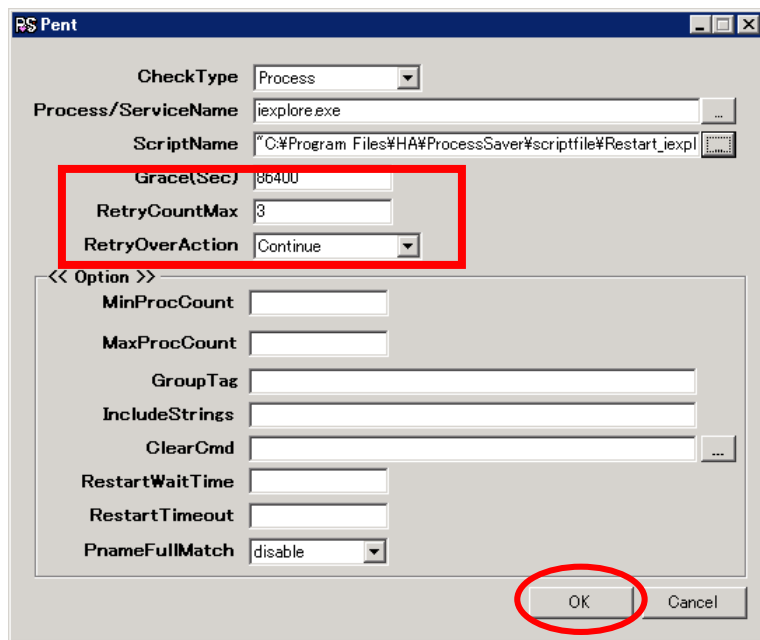 RS Pent
CheckType Process
Process/ServiceName iexplore.exe ...
ScriptName "C:¥Program Files¥HA¥ProcessSaver¥scriptfile¥Restart_iexpl ...
Grace(Sec) 86400
RetryCountMax 3
RetryOverAction Continue
<< Option >>
MinProcCount
MaxProcCount
GroupTag
IncludeStrings
ClearCmd ...
RestartWaitTime
RestartTimeout
PnameFullMatch disable
OK Cancel